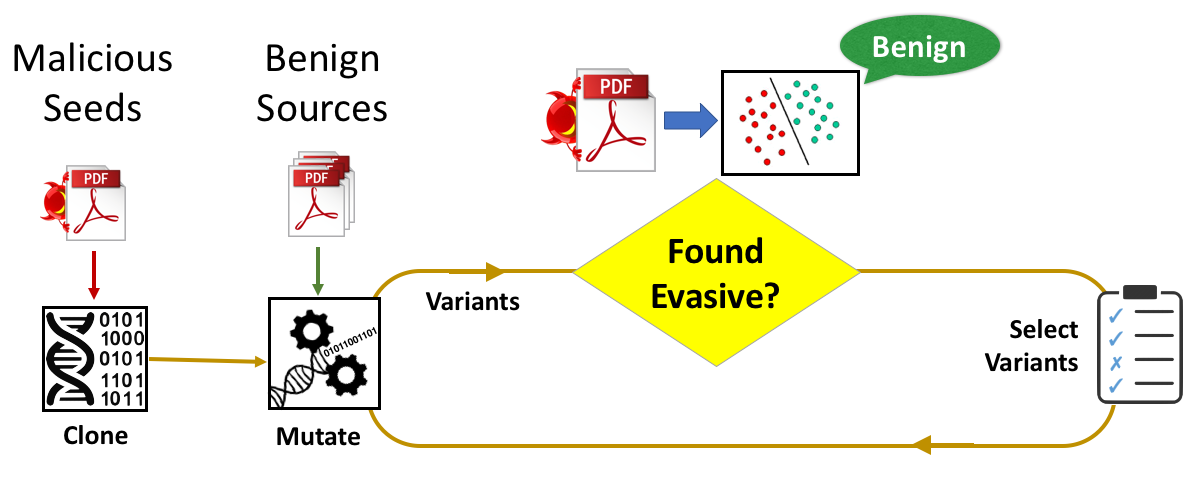 Malicious
Seeds
Benign
Sources
PDF
PDF
PDF
Benign
0101
1000
0101
1101
1011
Clone
01011001101
Mutate
Variants
Found
Evasive?
Select
Variants